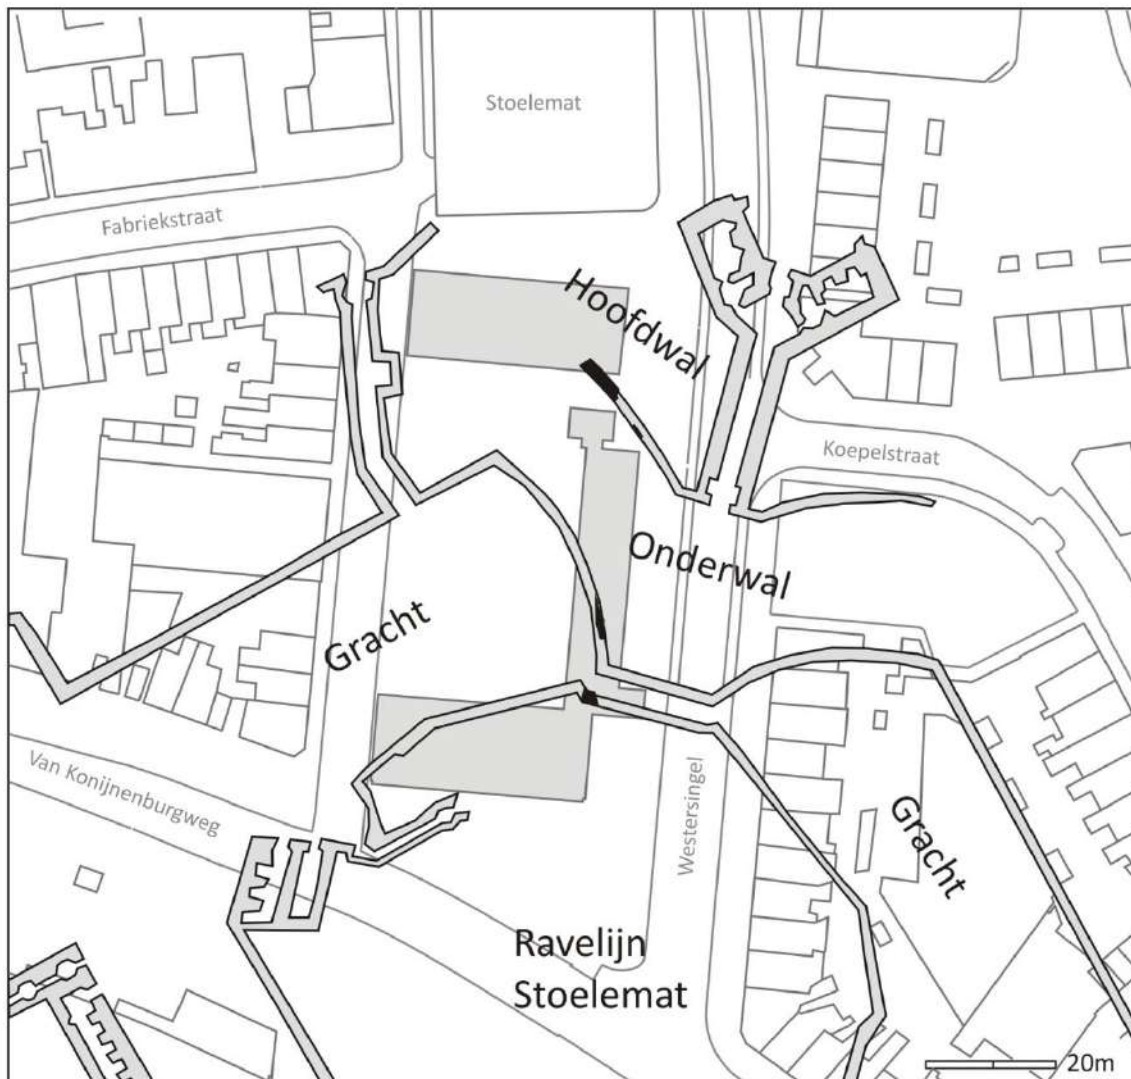 Stoelemat
Fabriekstraat
Hoofdwal
Koepelstraat
Onderwal
Gracht
Van Konijnenburgweg
Westersingel
Gracht
Ravelijn
Stoelemat
20m